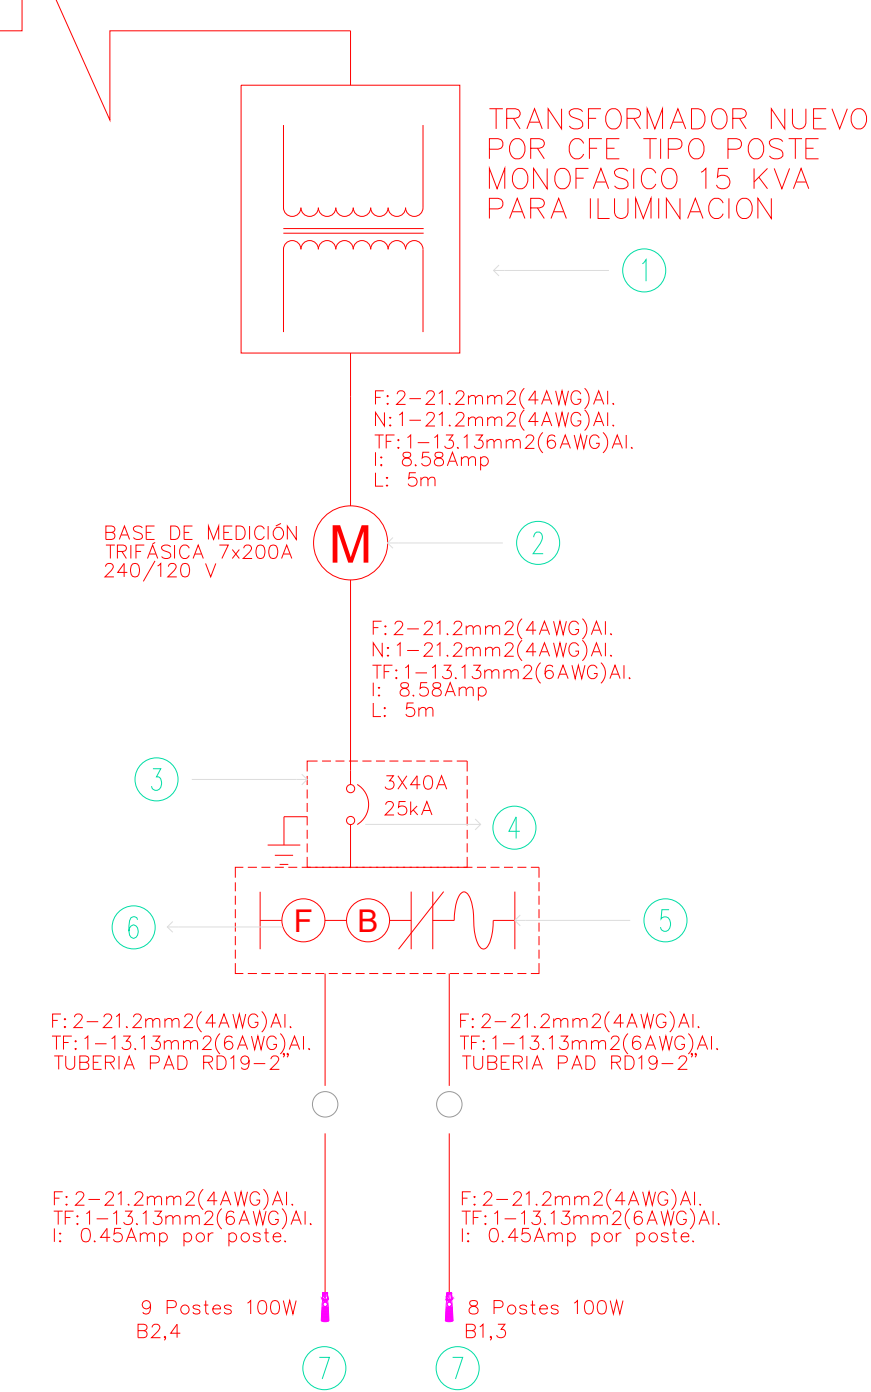 TRANSFORMADOR NUEVO
POR CFE TIPO POSTE
MONOFASICO 15 KVA
PARA ILUMINACION
1
F: 2-21.2mm2(4AWG)Al.
N: 1-21.2mm2(4AWG)Al.
TF: 1-13.13mm2(6AWG)Al.
I: 8.58Amp
L: 5m
BASE DE MEDICIÓN
TRIFÁSICA 7x200A
240/120 V
M
2
F: 2-21.2mm2(4AWG)Al.
N: 1-21.2mm2(4AWG)Al.
TF: 1-13.13mm2(6AWG)Al.
I: 8.58Amp
L: 5m
3
3X40A
25kA
4
6
F
B
5
F: 2-21.2mm2(4AWG)Al.
TF: 1-13.13mm2(6AWG)Al.
TUBERIA PAD RD19-2”
F: 2-21.2mm2(4AWG)Al.
TF: 1-13.13mm2(6AWG)Al.
TUBERIA PAD RD19-2”
F: 2-21.2mm2(4AWG)Al.
TF: 1-13.13mm2(6AWG)Al.
I: 0.45Amp por poste.
F: 2-21.2mm2(4AWG)Al.
TF: 1-13.13mm2(6AWG)Al.
I: 0.45Amp por poste.
9 Postes 100W
B2,4
8 Postes 100W
B1,3
7
7